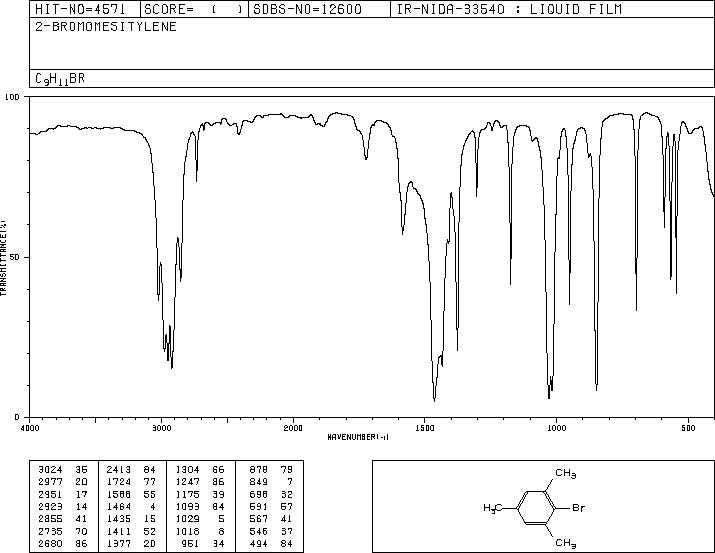 HIT-NO=4571 SCORE= ( ) SDBS-NO=12600 IR-NIDA-33540 : LIQUID FILM
2-BROMOMESITYLENE
C9H11BR
100
50
0
TRANSMITTANCE(%)
4000 3000 2000 1500 1000 500
WAVENUMBER(-1)
3024 36 2413 84 1304 66 878 79
2977 20 1724 77 1247 86 849 7
2951 17 1588 55 1175 39 698 32
2923 14 1464 4 1093 84 591 57
2855 41 1435 15 1029 5 567 41
2735 70 1411 52 1018 8 546 37
2680 86 1377 20 951 34 494 84
CH3
H3C Br
CH3